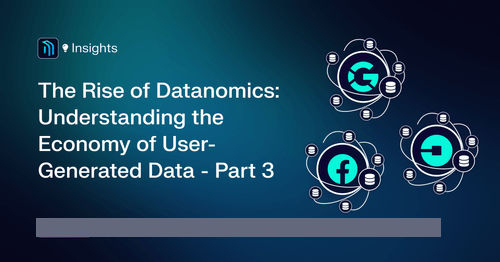 Insights
The Rise of Datanomics:
Understanding the
Economy of User-
Generated Data - Part 3